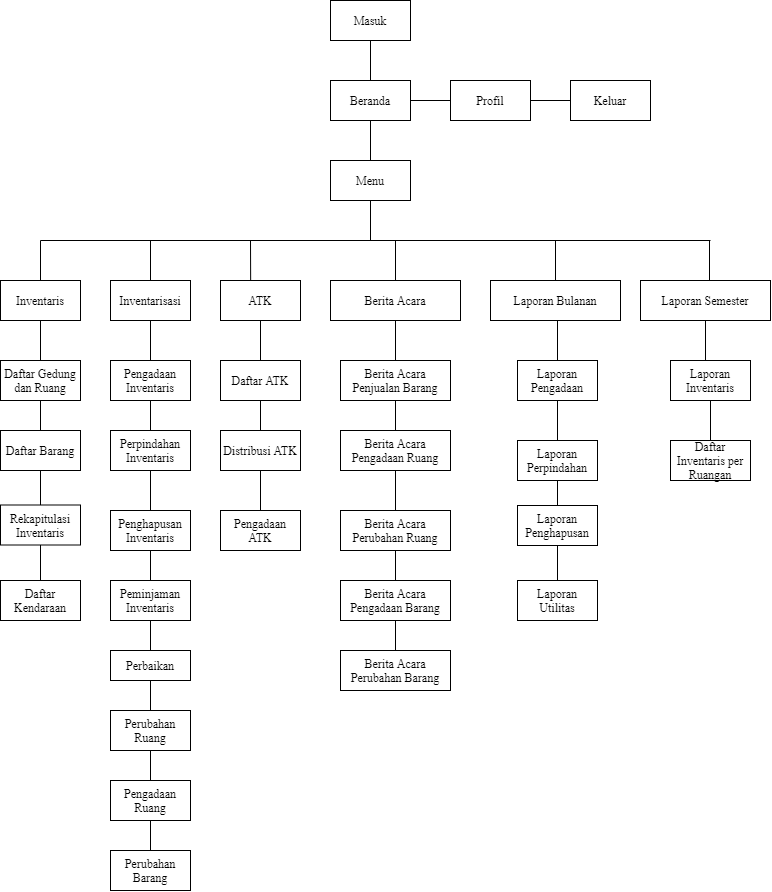 Masuk
Beranda
Profil
Keluar
Menu
Inventaris
Inventarisasi
ATK
Berita Acara
Laporan Bulanan
Laporan Semester
Daftar Gedung
dan Ruang
Daftar Barang
Rekapitulasi
Inventaris
Daftar
Kendaraan
Pengadaan
Inventaris
Perpindahan
Inventaris
Penghapusan
Inventaris
Peminjaman
Inventaris
Perbaikan
Perubahan
Ruang
Pengadaan
Ruang
Perubahan
Barang
Daftar ATK
Distribusi ATK
Pengadaan
ATK
Berita Acara
Penjualan Barang
Berita Acara
Pengadaan Ruang
Berita Acara
Perubahan Ruang
Berita Acara
Pengadaan Barang
Berita Acara
Perubahan Barang
Laporan
Pengadaan
Laporan
Perpindahan
Laporan
Penghapusan
Laporan
Utilitas
Laporan
Inventaris
Daftar
Inventaris per
Ruangan